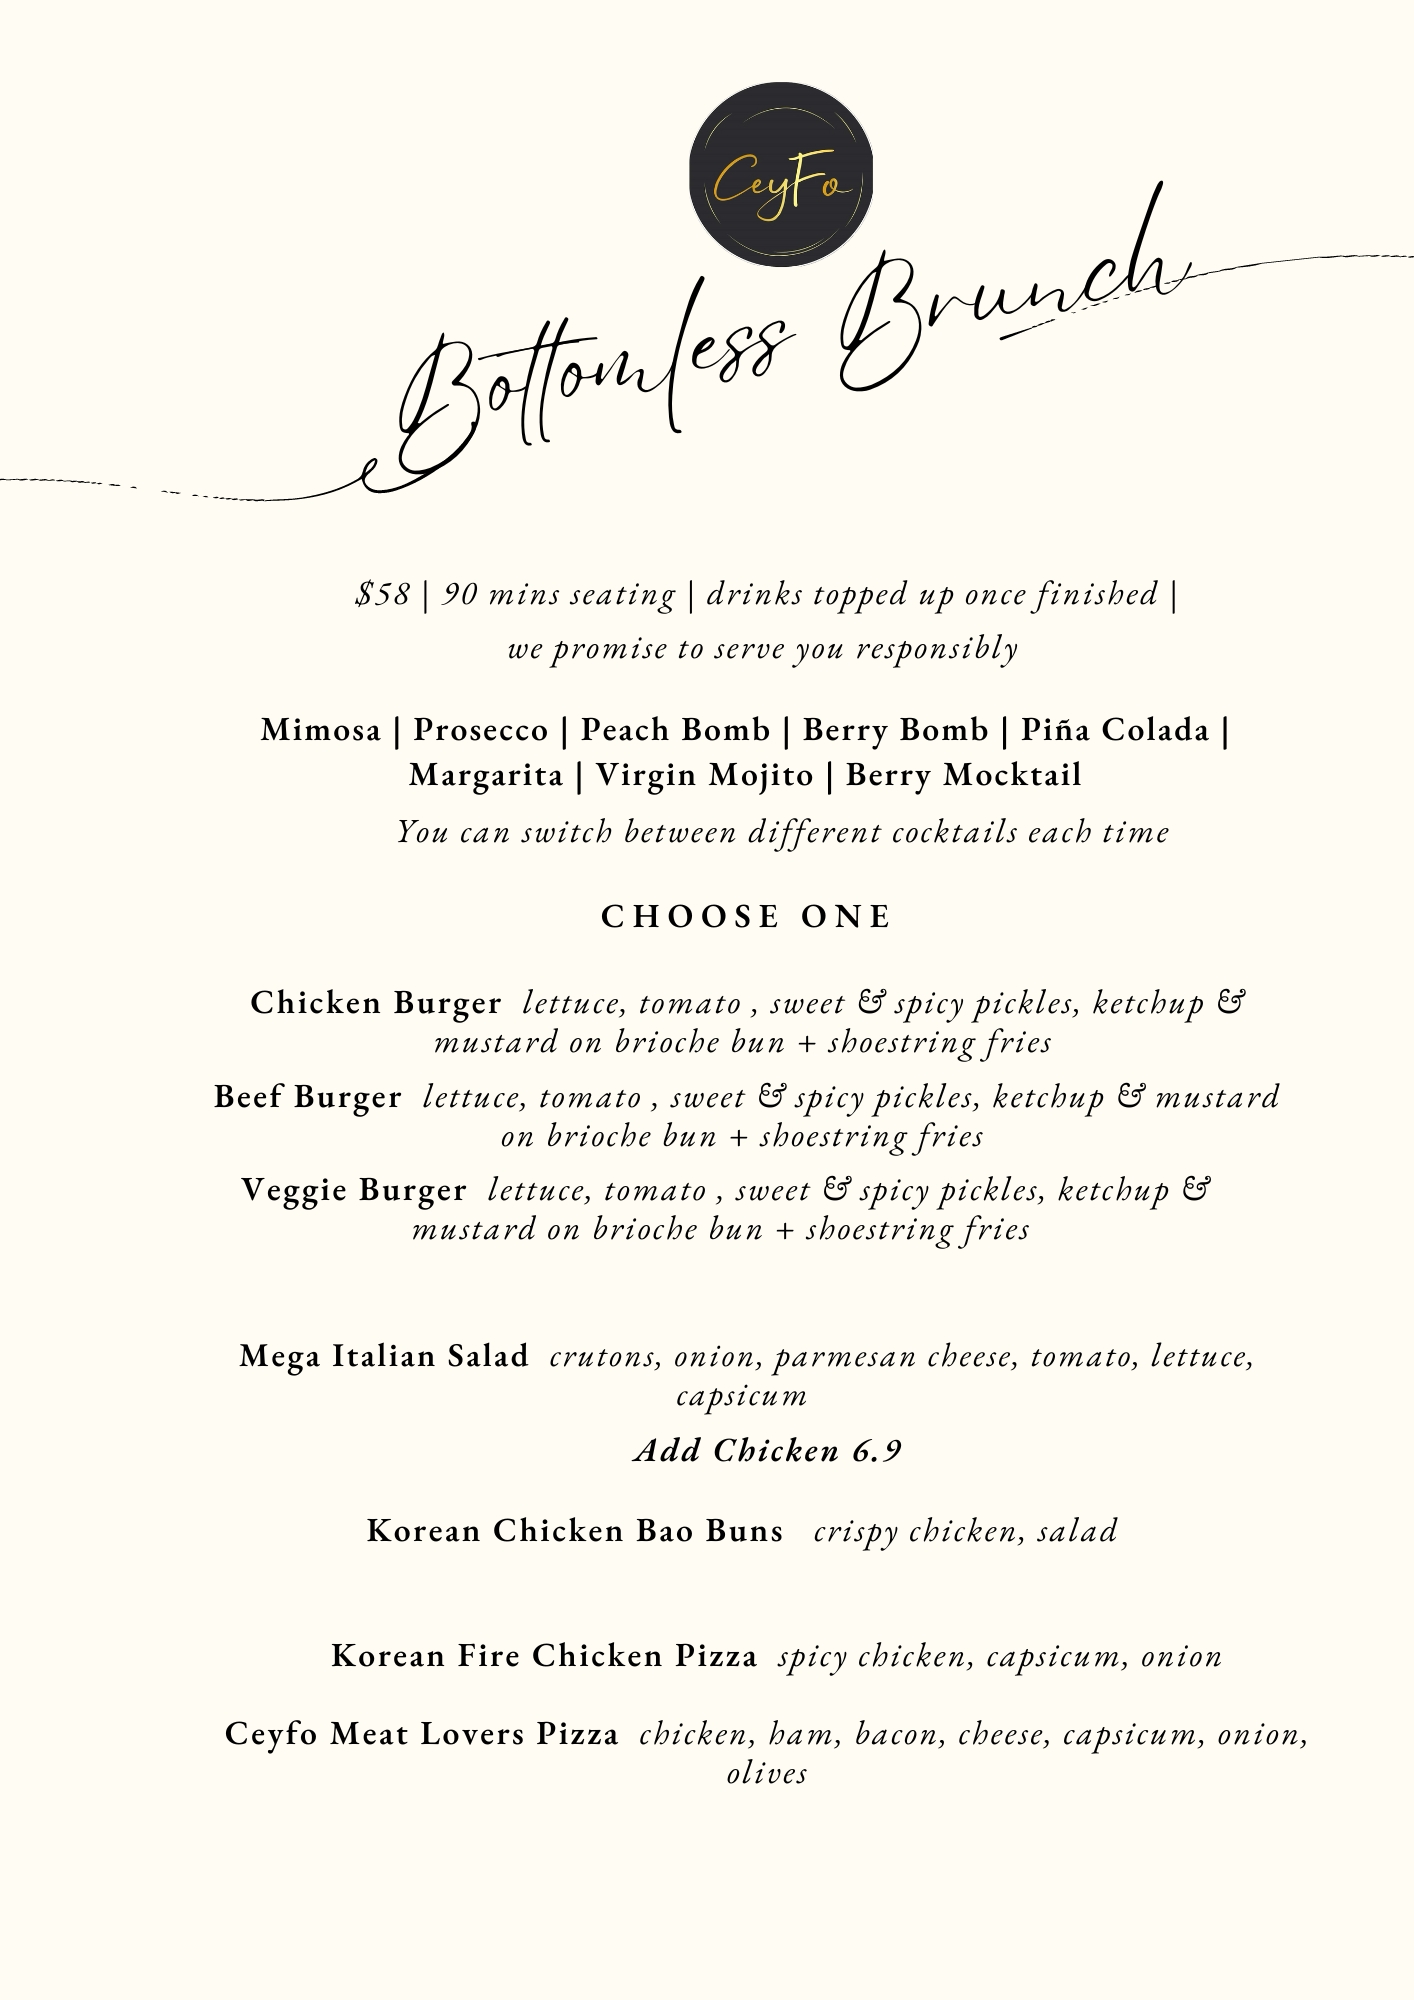 CeyFo
Bottomless Brunch
$58 | 90 mins seating | drinks topped up once finished |
we promise to serve you responsibly
Mimosa | Prosecco | Peach Bomb | Berry Bomb | Piña Colada |
Margarita | Virgin Mojito | Berry Mocktail
You can switch between different cocktails each time
CHOOSE ONE
Chicken Burger lettuce, tomato , sweet & spicy pickles, ketchup &
mustard on brioche bun + shoestring fries
Beef Burger lettuce, tomato , sweet & spicy pickles, ketchup & mustard
on brioche bun + shoestring fries
Veggie Burger lettuce, tomato , sweet & spicy pickles, ketchup &
mustard on brioche bun + shoestring fries
Mega Italian Salad crutons, onion, parmesan cheese, tomato, lettuce,
capsicum
Add Chicken 6.9
Korean Chicken Bao Buns crispy chicken, salad
Korean Fire Chicken Pizza spicy chicken, capsicum, onion
Ceyfo Meat Lovers Pizza chicken, ham, bacon, cheese, capsicum, onion,
olives